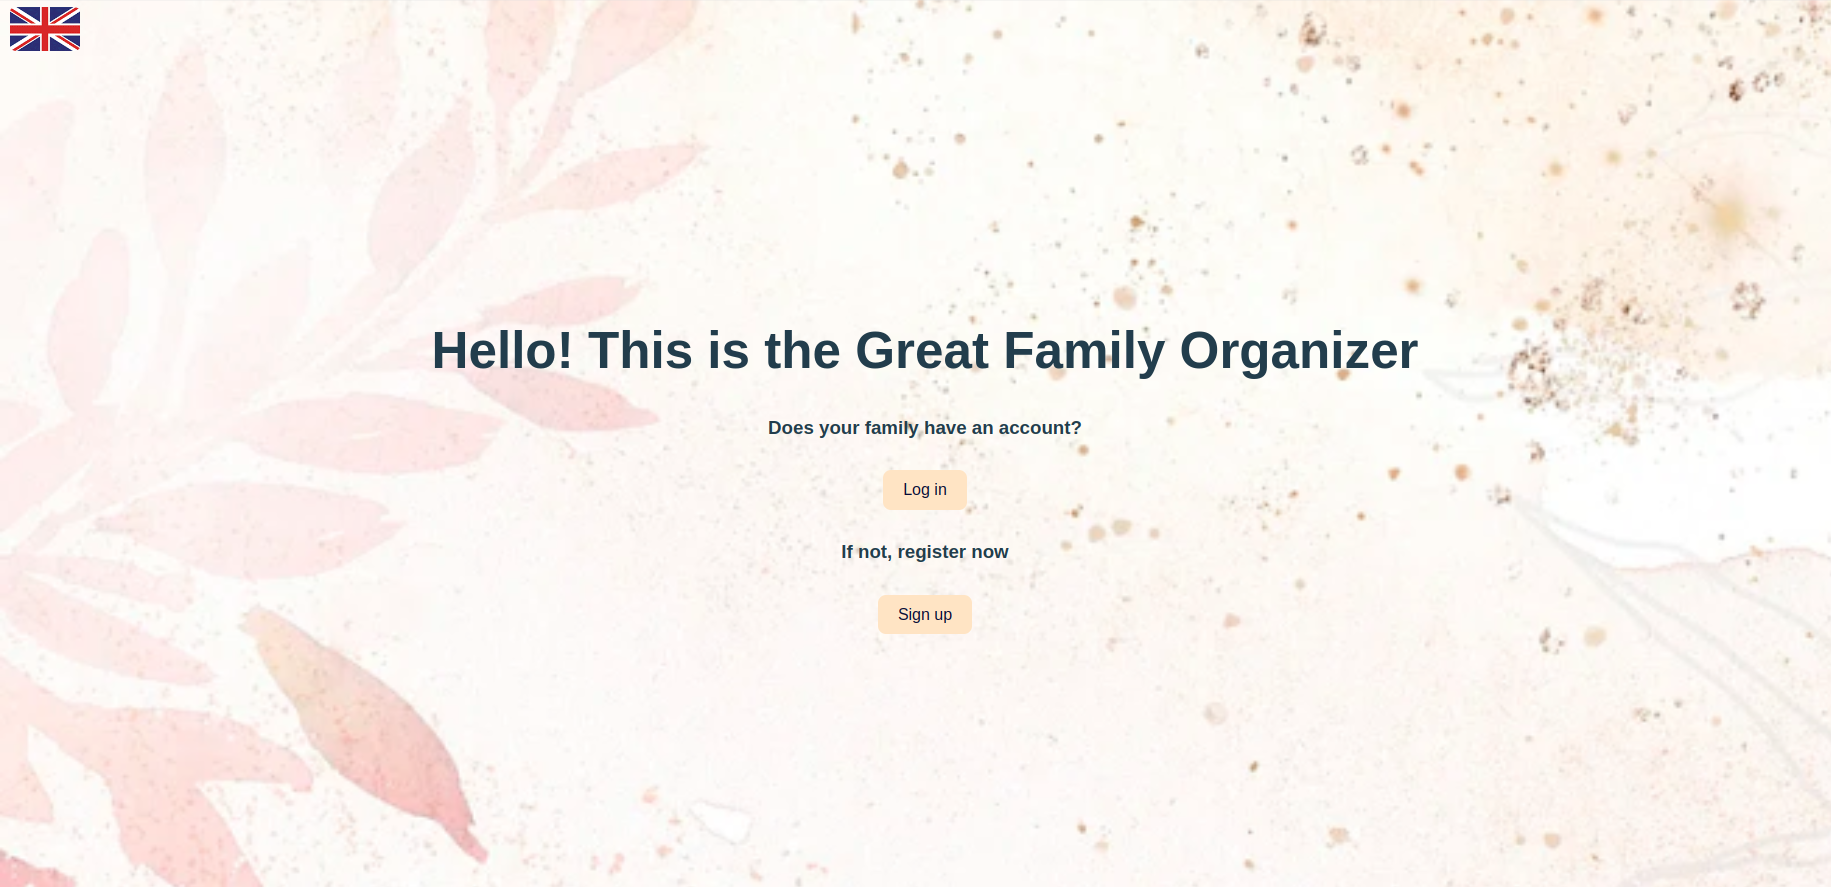 Hello! This is the Great Family Organizer
Does your family have an account?
Log in
If not, register now
Sign up